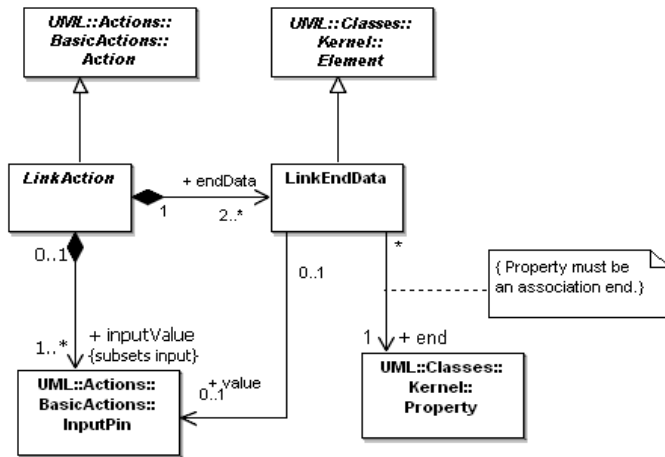 UML::Actions::
BasicActions::
Action
UML::Classes::
Kernel::
Element
LinkAction
+ endData
1
2..*
LinkEndData
0..1
*
0..1
{ Property must be
an association end.}
+ inputValue
1..*
{subsets input}
1
+ end
UML::Actions::
BasicActions::
InputPin
+ value
0..1
UML::Classes::
Kernel::
Property